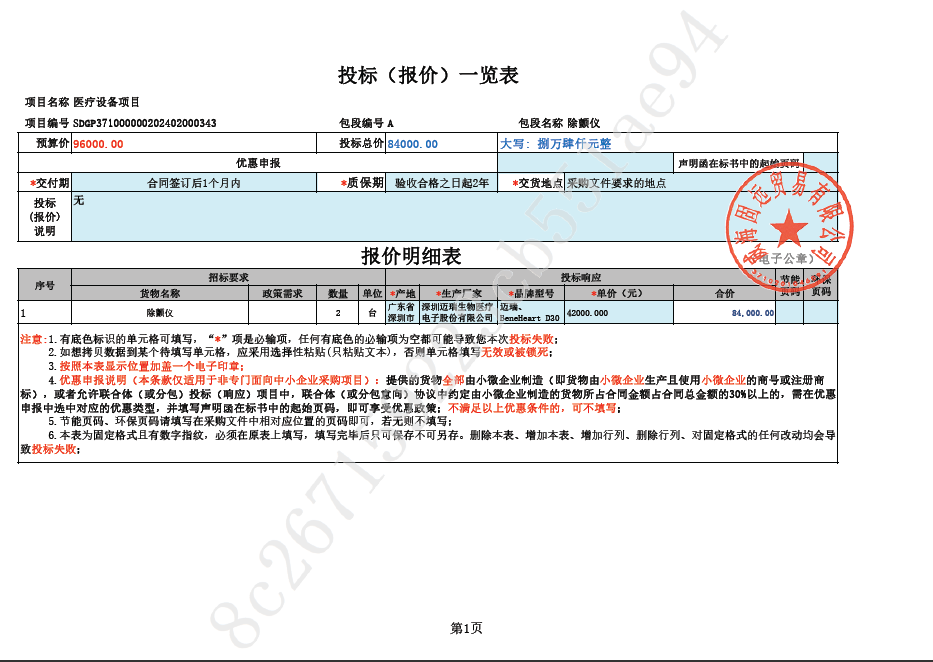 投标（报价）一览表
项目名称 医疗设备项目
项目编号 SDGP371000000202402000343 包段编号 A 包段名称 除颤仪
预算价 96000.00 投标总价 84000.00 大写: 捌万肆仟元整
优惠申报 声明函在标书中的起始页码
*交付期 合同签订后1个月内 *质保期 验收合格之日起2年 *交货地点 采购文件要求的地点
投标
(报价)
说明
无
（电子公章）
报价明细表
序号 招标要求 投标响应 节能页码 环保页码
货物名称 政策需求 数量 单位 *产地 *生产厂家 *品牌型号 *单价（元） 合价
1 除颤仪 2 台 广东省深圳市 深圳迈瑞生物医疗电子股份有限公司 迈瑞、BeneHeart D30 42000.000 84,000.00
注意:1.有底色标识的单元格可填写，“*”项是必输项，任何有底色的必输项为空都可能导致您本次投标失败;
2.如想拷贝数据到某个待填写单元格，应采用选择性粘贴(只粘贴文本)，否则单元格填写无效或被锁死;
3.按照本表显示位置加盖一个电子印章;
4.优惠申报说明（本条款仅适用于非专门面向中小企业采购项目）: 提供的货物全部由小微企业制造（即货物由小微企业生产且使用小微企业的商号或注册商
标），或者允许联合体（或分包）投标（响应）项目中，联合体（或分包意向）协议中约定由小微企业制造的货物所占合同金额占合同总金额的30%以上的，需在优惠
申报中选中对应的优惠类型，并填写声明函在标书中的起始页码，即可享受优惠政策; 不满足以上优惠条件的，可不填写;
5.节能页码、环保页码请填写在采购文件中相对应位置的页码即可，若无则不填写;
6.本表为固定格式且有数字指纹，必须在原表上填写，填写完毕后只可保存不可另存。删除本表、增加本表、增加行列、删除行列、对固定格式的任何改动均会导
致投标失败;
第1页